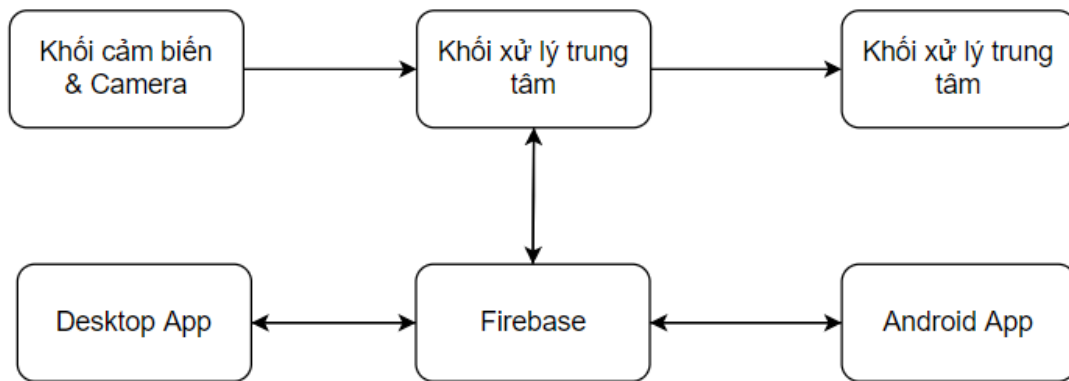 Khối cảm biến
& Camera
Khối xử lý trung
tâm
Khối xử lý trung
tâm
Desktop App
Firebase
Android App